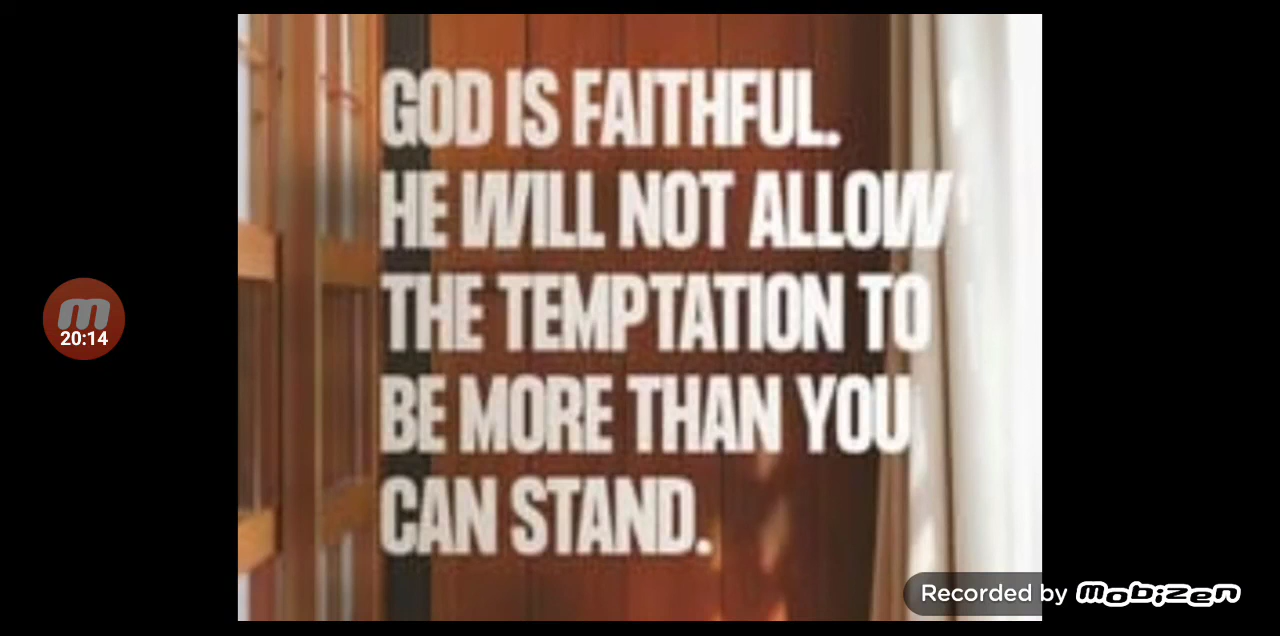 GOD IS FAITHFUL.
HE WILL NOT ALLOW
THE TEMPTATION TO
BE MORE THAN YOU
CAN STAND.
m
20:14
Recorded by mobizen